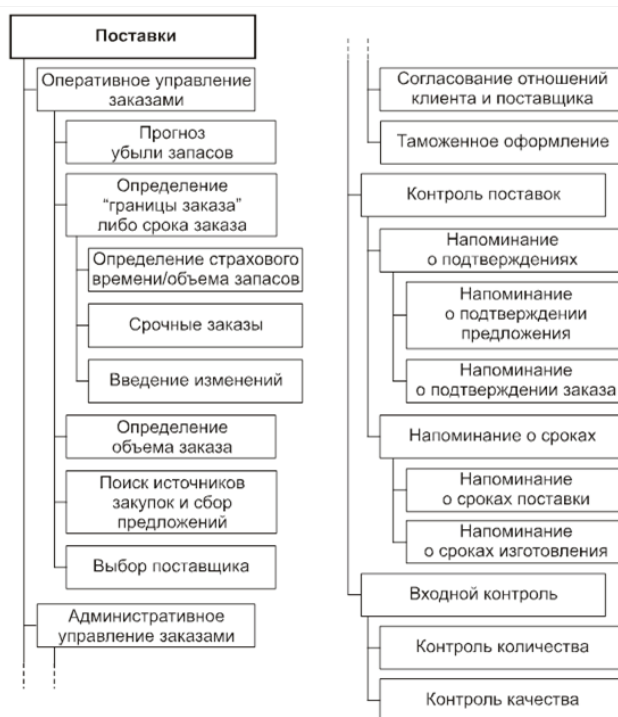 Поставки
Оперативное управление
заказами
Прогноз
убыли запасов
Определение
“границы заказа”
либо срока заказа
Определение страхового
времени/объема запасов
Срочные заказы
Введение изменений
Определение
объема заказа
Поиск источников
закупок и сбор
предложений
Выбор поставщика
Административное
управление заказами
Согласование отношений
клиента и поставщика
Таможенное оформление
Контроль поставок
Напоминание
о подтверждениях
Напоминание
о подтверждении
предложения
Напоминание
о подтверждении заказа
Напоминание о сроках
Напоминание
о сроках поставки
Напоминание
о сроках изготовления
Входной контроль
Контроль количества
Контроль качества